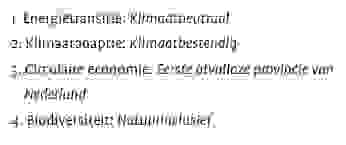 1. Energietransitie: Klimaatneutraal
2. Klimaatadaptie: Klimaatbestendig
3. Circulaire economie: Eerste afvalloze provincie van
Nederland
4. Biodiversiteit: Natuurinclusief